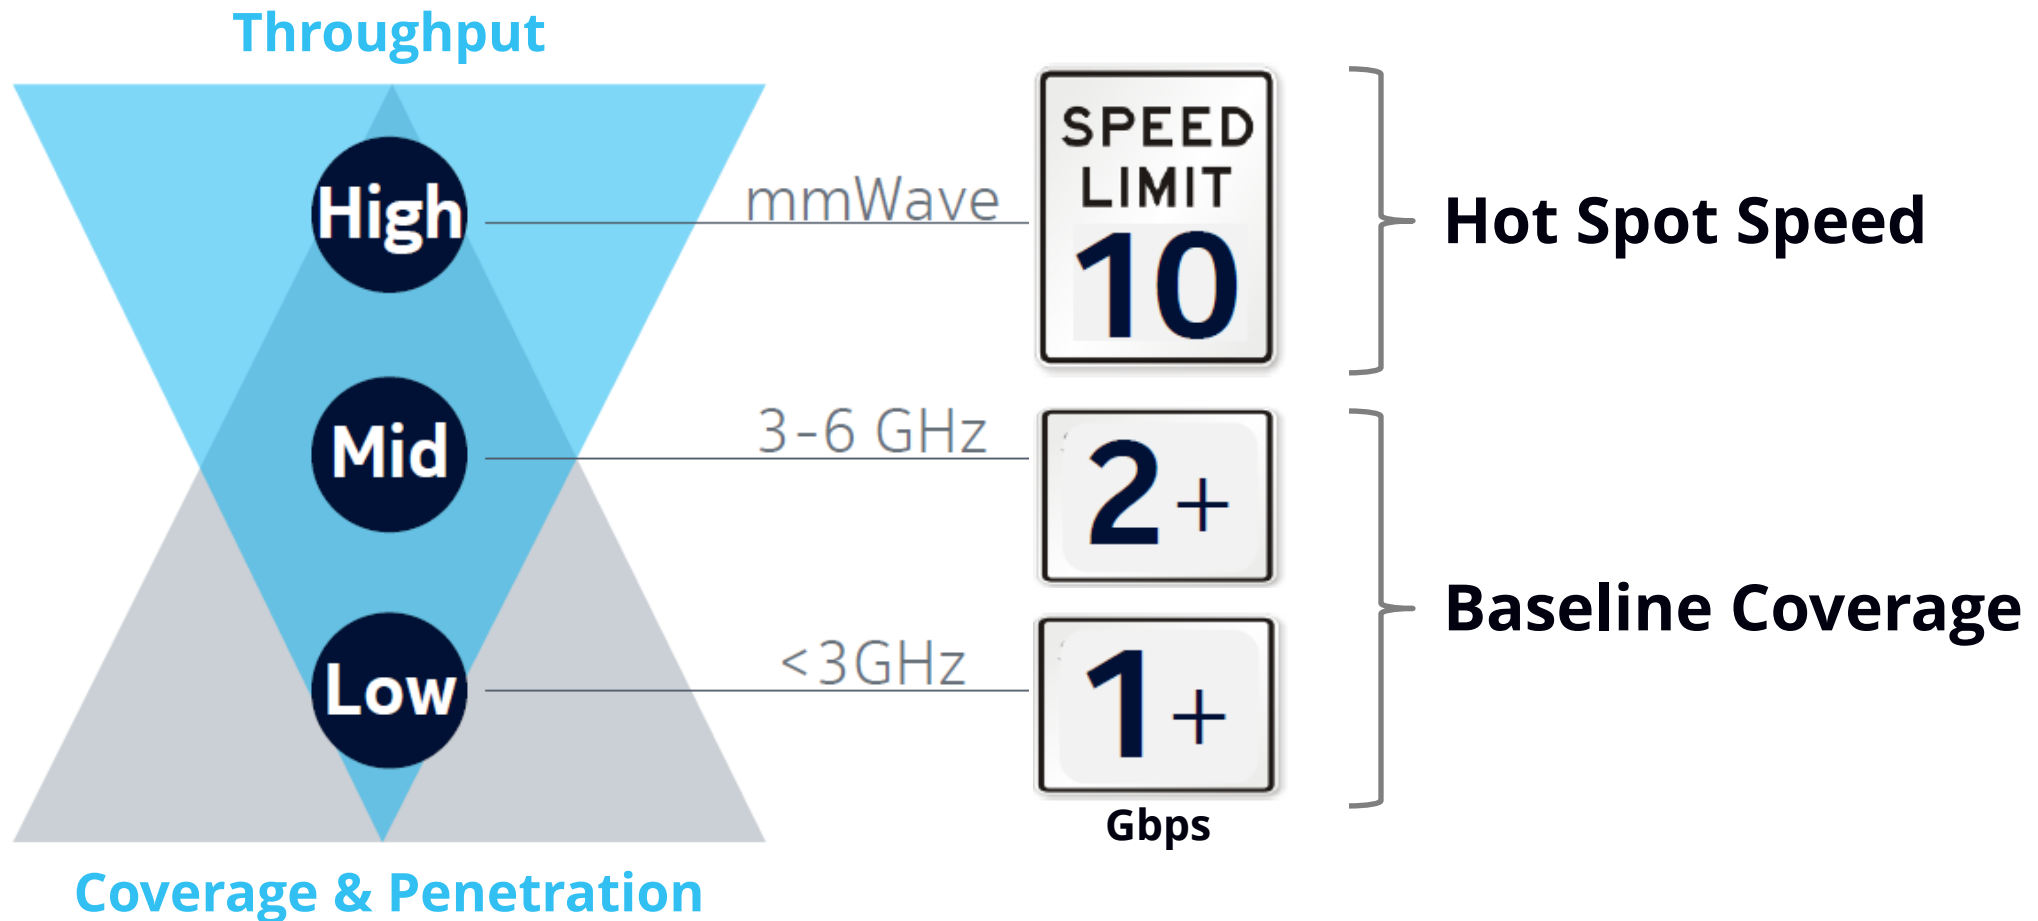 Throughput
High
mmWave
SPEED
LIMIT
10
Hot Spot Speed
Mid
3-6 GHz
2+
Low
<3GHz
1+
Baseline Coverage
Gbps
Coverage & Penetration